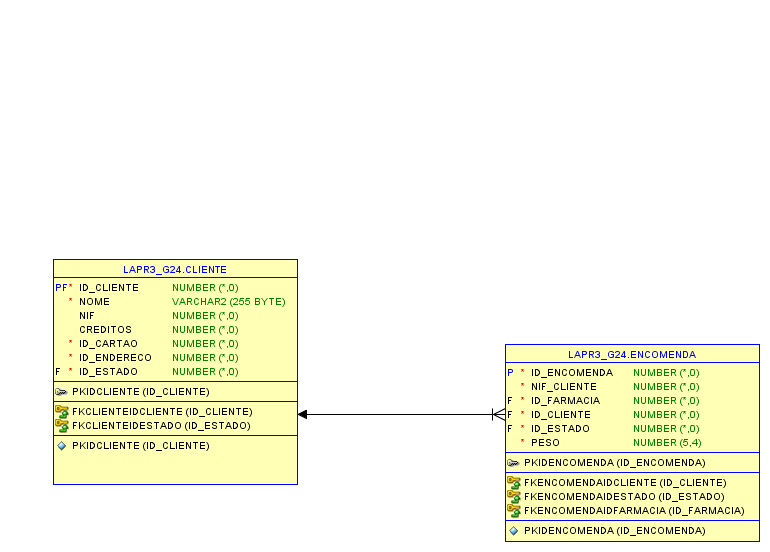 LAPR3_G24.CLIENTE
PF* ID_CLIENTE NUMBER (*,0)
* NOME VARCHAR2 (255 BYTE)
NIF NUMBER (*,0)
CREDITOS NUMBER (*,0)
* ID_CARTAO NUMBER (*,0)
* ID_ENDERECO NUMBER (*,0)
F * ID_ESTADO NUMBER (*,0)
PKIDCLIENTE (ID_CLIENTE)
FKCLIENTEIDCLIENTE (ID_CLIENTE)
FKCLIENTEIDESTADO (ID_ESTADO)
PKIDCLIENTE (ID_CLIENTE)
LAPR3_G24.ENCOMENDA
P * ID_ENCOMENDA NUMBER (*,0)
* NIF_CLIENTE NUMBER (*,0)
F * ID_FARMACIA NUMBER (*,0)
F * ID_CLIENTE NUMBER (*,0)
F * ID_ESTADO NUMBER (*,0)
* PESO NUMBER (5,4)
PKIDENCOMENDA (ID_ENCOMENDA)
FKENCOMENDAIDCLIENTE (ID_CLIENTE)
FKENCOMENDAIDESTADO (ID_ESTADO)
FKENCOMENDAIDFARMACIA (ID_FARMACIA)
PKIDENCOMENDA (ID_ENCOMENDA)